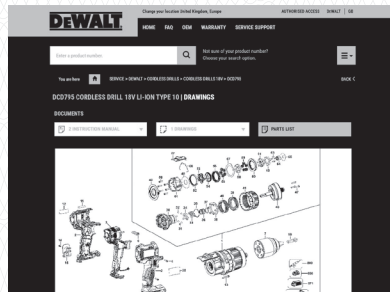 DEWALT
Change your location United Kingdom, Europe
AUTHORISED ACCESS DEWALT | GB
HOME FAQ OEM WARRANTY SERVICE SUPPORT
Enter a product number
Not sure of your product number?
Choose your search option.
You are here
SERVICE > DEWALT > CORDLESS DRILLS > CORDLESS DRILLS 18V > DCD795
BACK <
DCD795 CORDLESS DRILL 18V LI-ION TYPE 10 | DRAWINGS
DOCUMENTS
2 INSTRUCTION MANUAL
1 DRAWINGS
PARTS LIST